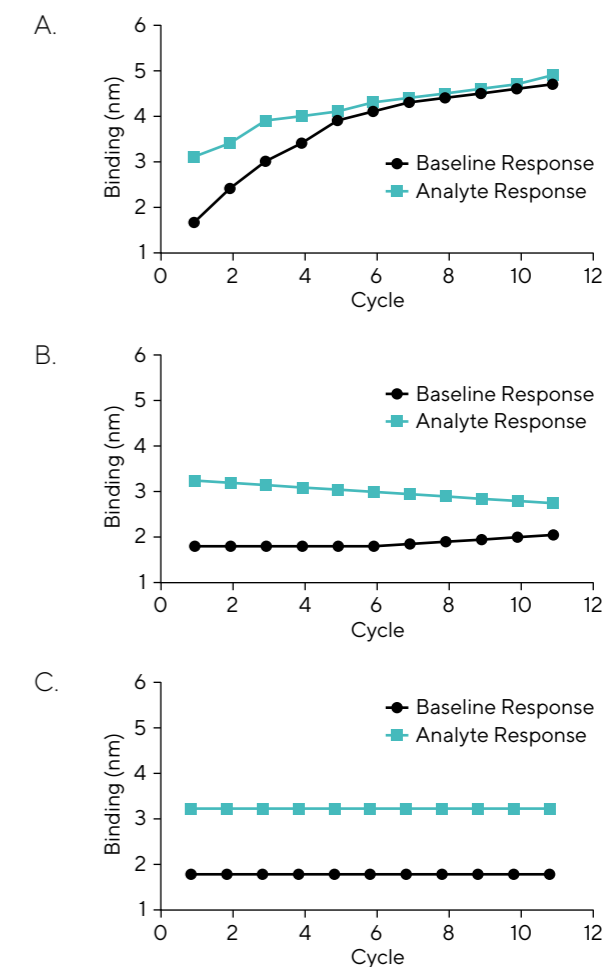 A.
6
5
4
3
2
1
Binding (nm)
Baseline Response
Analyte Response
0 2 4 6 8 10 12
Cycle
B.
6
5
4
3
2
1
Binding (nm)
Baseline Response
Analyte Response
0 2 4 6 8 10 12
Cycle
C.
6
5
4
3
2
1
Binding (nm)
Baseline Response
Analyte Response
0 2 4 6 8 10 12
Cycle